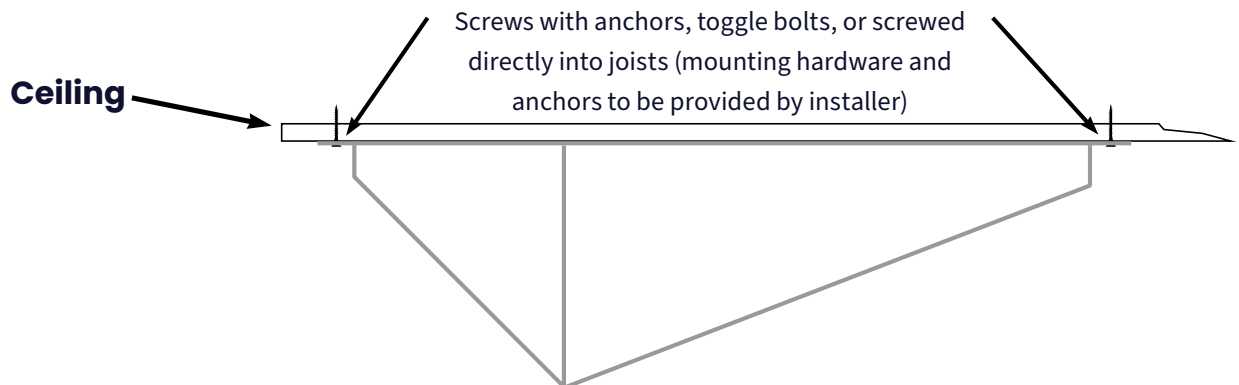 Screws with anchors, toggle bolts, or screwed
directly into joists (mounting hardware and
anchors to be provided by installer)
Ceiling